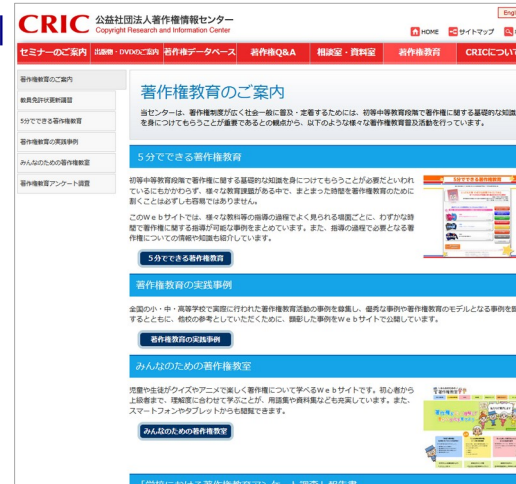 CRIC 公益社団法人著作権情報センター
Copyright Research and Information Center
HOME サイトマップ
セミナーのご案内 出版物・DVDのご案内 著作権データベース 著作権Q&A 相談室・資料室 著作権教育 CRICについて
著作権教育のご案内
教員免許状更新講習
5分でできる著作権教育
著作権教育の実践事例
みんなのための著作権教室
著作権教育アンケート調査
著作権教育のご案内
当センターは、著作権制度が広く社会一般に普及・定着するためには、初等中等教育段階で著作権に関する基礎的な知識
を身につけてもらうことが重要であるとの観点から、以下のような様々な著作権教育普及活動を行っています。
5分でできる著作権教育
初等中等教育段階で著作権に関する基礎的な知識を身につけてもらうことが必要だといわれ
ているにもかかわらず、様々な教育課題がある中で、まとまった時間を著作権教育のために
割くことは必ずしも容易ではありません。
このWebサイトでは、様々な教科等の指導の過程でよく見られる場面ごとに、わずかな時
間で著作権に関する指導が可能な事例をまとめています。また、指導の過程で必要となる著
作権についての情報や知識も紹介しています。
5分でできる著作権教育
著作権教育の実践事例
全国の小・中・高等学校で実際に行われた著作権教育活動の事例を募集し、優秀な事例や著作権教育のモデルとなる事例を
するとともに、他校の参考としていただくために、顕彰した事例をWebサイトで公開しています。
著作権教育の実践事例
みんなのための著作権教室
児童や生徒がクイズやアニメで楽しく著作権について学べるWebサイトです。初心者から
上級者まで、理解度に合わせて学ぶことが、用語集や資料集なども充実しています。また、
スマートフォンやタブレットからも閲覧できます。
みんなのための著作権教室